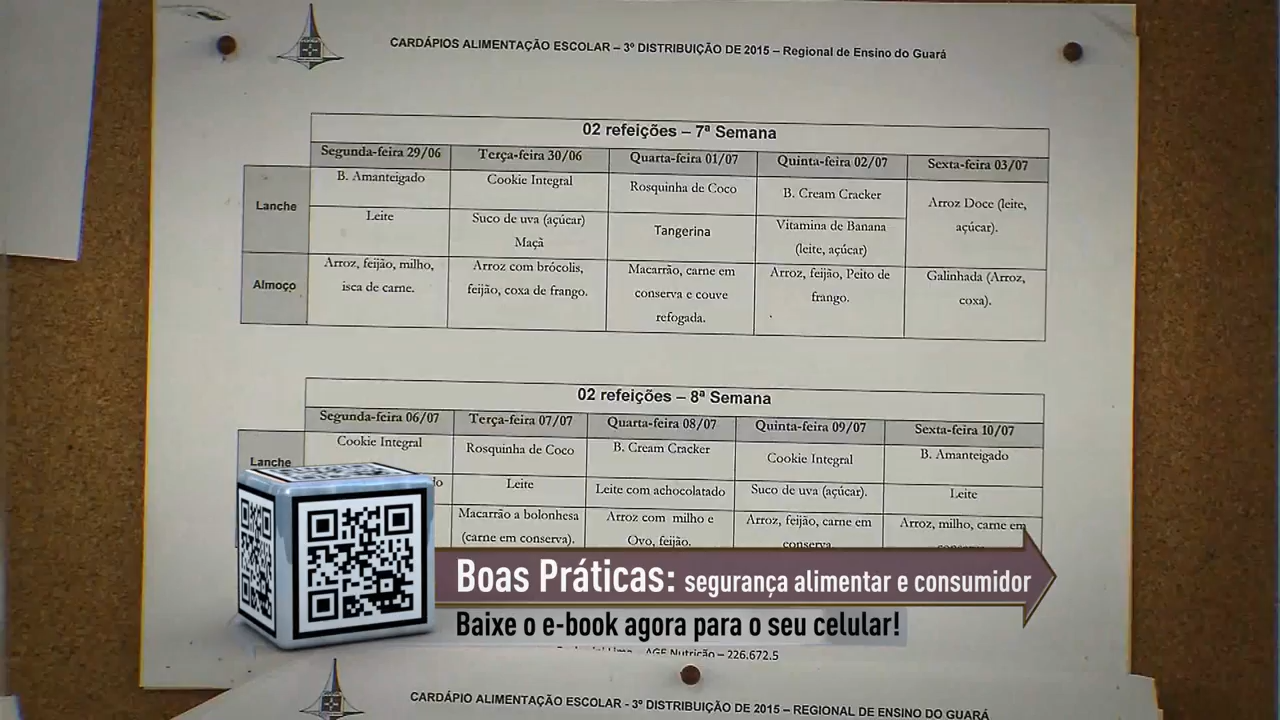 CARDÁPIOS ALIMENTAÇÃO ESCOLAR – 3º DISTRIBUIÇÃO DE 2015 – Regional de Ensino do Guará
02 refeições – 7ª Semana
Segunda-feira 29/06 Terça-feira 30/06 Quarta-feira 01/07 Quinta-feira 02/07 Sexta-feira 03/07
Lanche
B. Amanteigado Cookie Integral Rosquinha de Coco B. Cream Cracker Arroz Doce (leite,
açúcar).
Leite Suco de uva (açúcar) Tangerina Vitamina de Banana
Maçã (leite, açúcar)
Almoço
Arroz, feijão, milho, Arroz com brócolis, Macarrão, carne em Arroz, feijão, Peito de Galinhada (Arroz,
isca de carne. feijão, coxa de frango. conserva e couve frango. coxa).
refogada.
02 refeições – 8ª Semana
Segunda-feira 06/07 Terça-feira 07/07 Quarta-feira 08/07 Quinta-feira 09/07 Sexta-feira 10/07
Lanche
Cookie Integral Rosquinha de Coco B. Cream Cracker Cookie Integral B. Amanteigado
Leite Leite com achocolatado Suco de uva (açúcar). Leite
Macarrão a bolonhesa Arroz com milho e Arroz, feijão, carne em Arroz, milho, carne em
(carne em conserva). Ovo, feijão. conserva
Boas Práticas: segurança alimentar e consumidor
Baixe o e-book agora para o seu celular!
AGE Nutrição – 226.672.5
CARDÁPIO ALIMENTAÇÃO ESCOLAR - 3º DISTRIBUIÇÃO DE 2015 – REGIONAL DE ENSINO DO GUARÁ